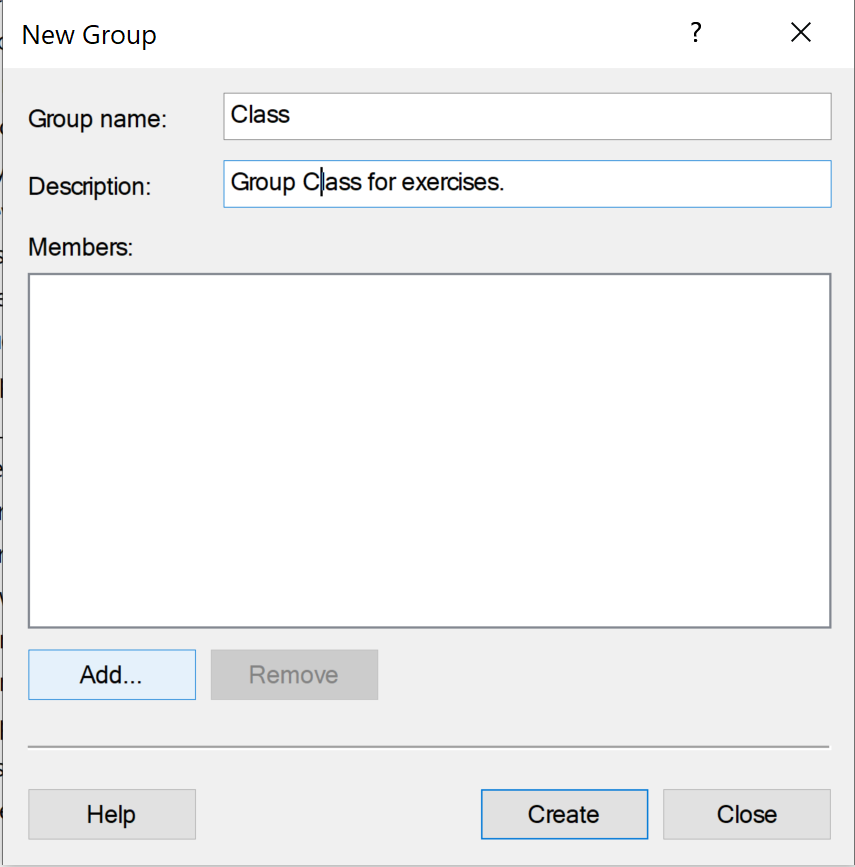 New Group ?
Group name: Class
Description: Group Class for exercises.
Members:
Add... Remove
Help Create Close